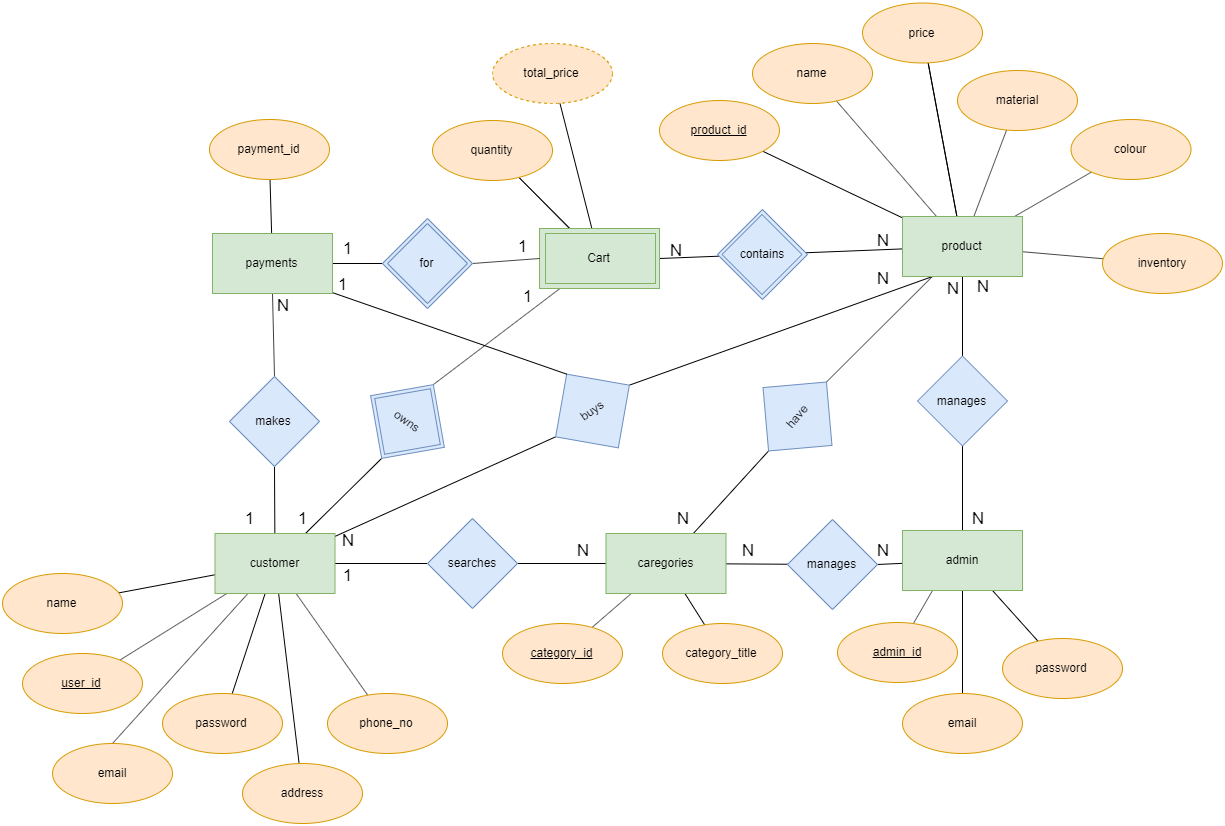 price
name
total_price
material
product_id
payment_id
quantity
colour
product
payments
1
for
1
Cart
N
contains
N
inventory
1
N
N
N
N
1
makes
owns
buys
have
manages
1
1
N
N
N
customer
N
1
searches
N
caregories
N
manages
N
admin
name
user_id
category_id
category_title
admin_id
password
email
password
address
phone_no
email